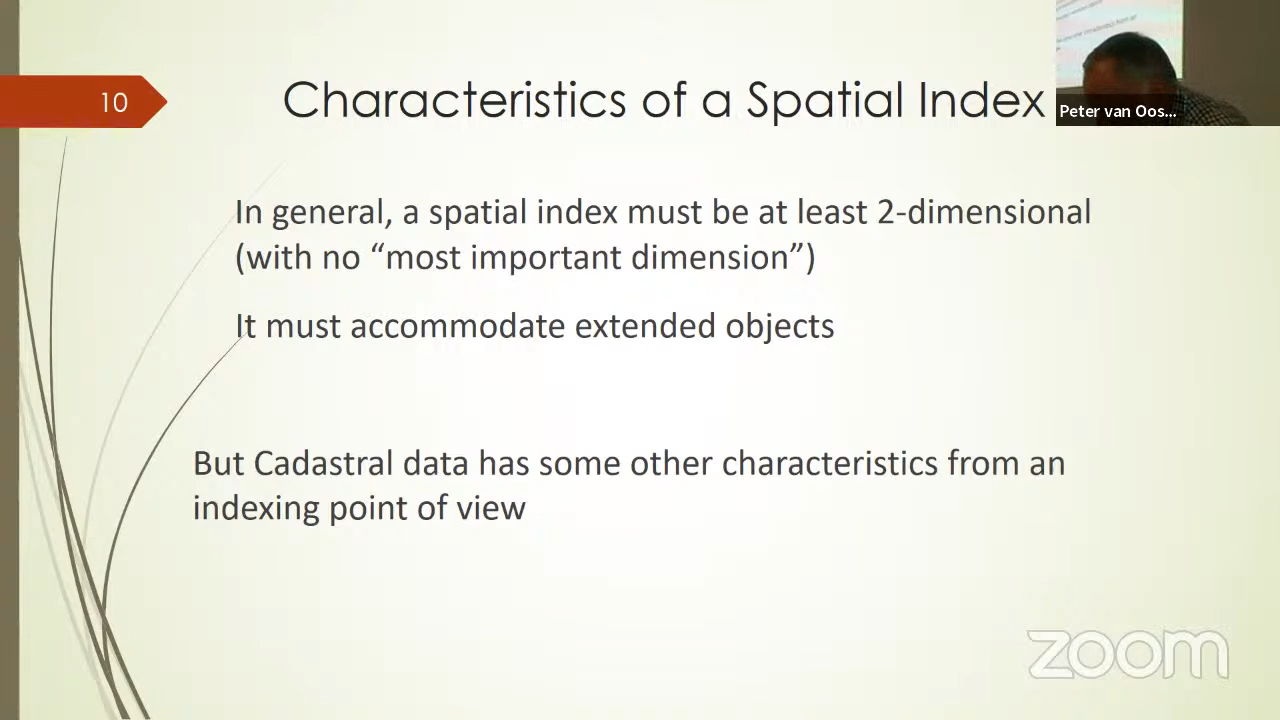 10
Characteristics of a Spatial Index
Peter van Oos...
In general, a spatial index must be at least 2-dimensional
(with no “most important dimension”)
It must accommodate extended objects
But Cadastral data has some other characteristics from an
indexing point of view
zoom